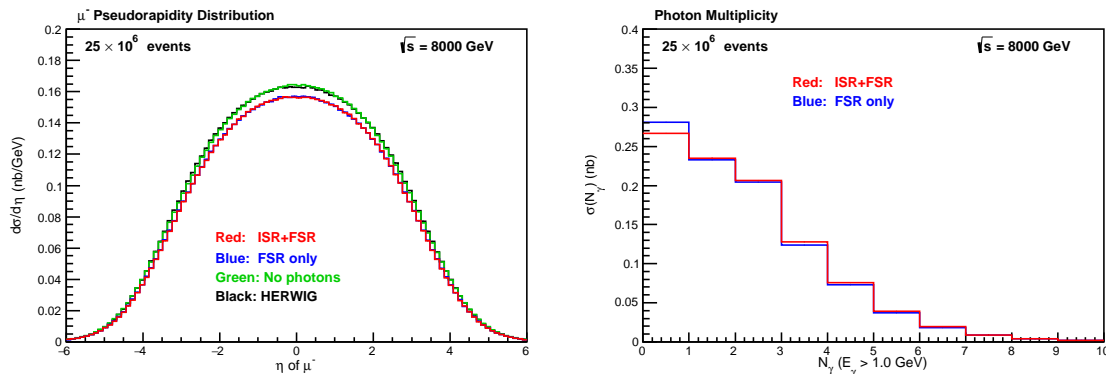 μ⁻ Pseudorapidity Distribution
25 × 10⁶ events
√s = 8000 GeV
dσ/dη (nb/GeV)
0.2
0.18
0.16
0.14
0.12
0.1
0.08
0.06
0.04
0.02
0
Red: ISR+FSR
Blue: FSR only
Green: No photons
Black: HERWIG
−6 −4 −2 0 2 4 6
η of μ⁻
Photon Multiplicity
25 × 10⁶ events
√s = 8000 GeV
σ(N_γ) (nb)
0.4
0.35
0.3
0.25
0.2
0.15
0.1
0.05
0
Red: ISR+FSR
Blue: FSR only
0 1 2 3 4 5 6 7 8 9 10
N_γ (E_γ > 1.0 GeV)